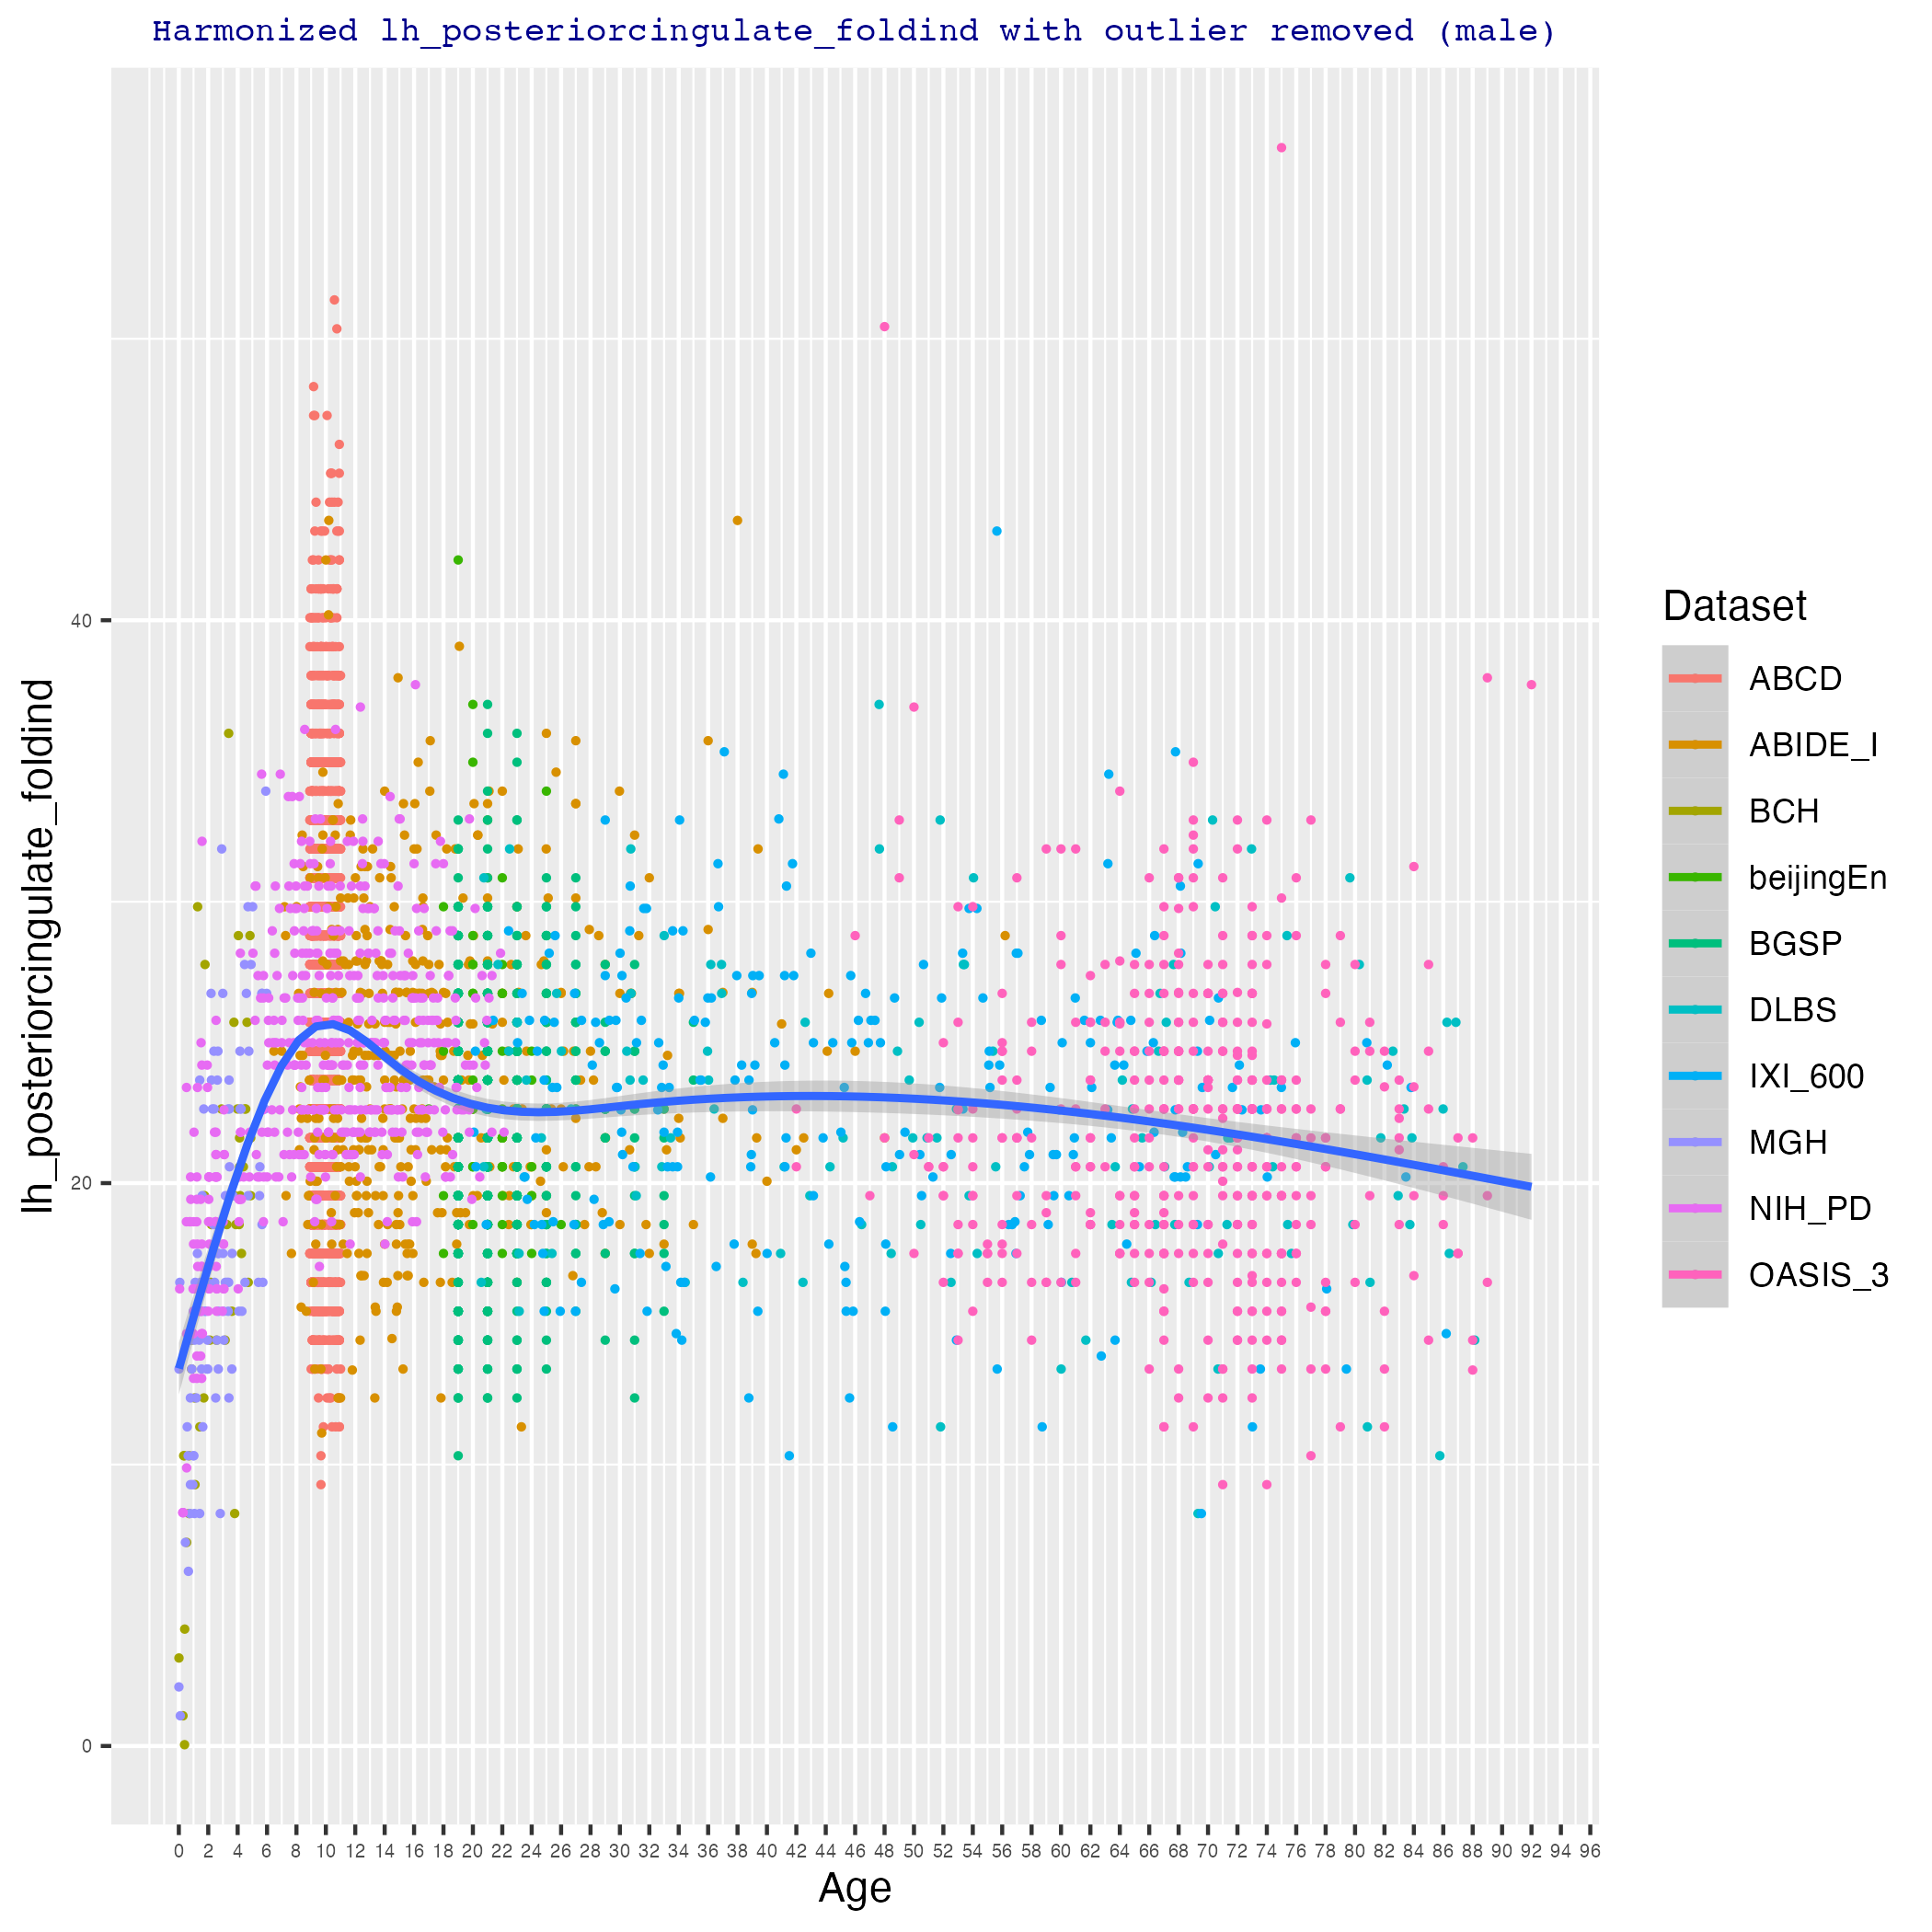 Harmonized lh_posteriorcingulate_foldind with outlier removed (male)
lh_posteriorcingulate_foldind
40
20
0
0 2 4 6 8 10 12 14 16 18 20 22 24 26 28 30 32 34 36 38 40 42 44 46 48 50 52 54 56 58 60 62 64 66 68 70 72 74 76 78 80 82 84 86 88 90 92 94 96
Age
Dataset
ABCD
ABIDE_I
BCH
beijingEn
BGSP
DLBS
IXI_600
MGH
NIH_PD
OASIS_3